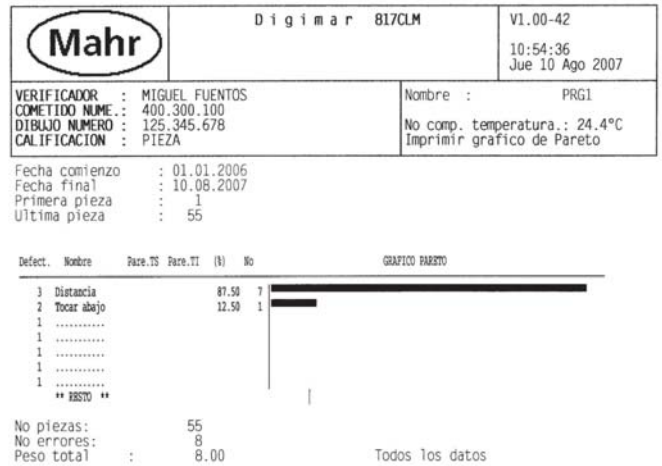 Mahr
Digimar 817CLM
V1.00-42
10:54:36
Jue 10 Ago 2007
VERIFICADOR : MIGUEL FUENTOS
COMETIDO NUME.: 400.300.100
DIBUJO NUMERO : 125.345.678
CALIFICACION : PIEZA
Nombre : PRG1
No comp. temperatura.: 24.4°C
Imprimir grafico de Pareto
Fecha comienzo : 01.01.2006
Fecha final : 10.08.2007
Primera pieza : 1
Ultima pieza : 55
Defect. Nombre Pare.TS Pare.TI (%) No GRAFICO PARETO
3 Distancia 87.50 7
2 Tocar abajo 12.50 1
1 ...........
1 ...........
1 ...........
1 ...........
1 ...........
** RESTO **
No piezas: 55
No errores: 8
Peso total : 8.00 Todos los datos